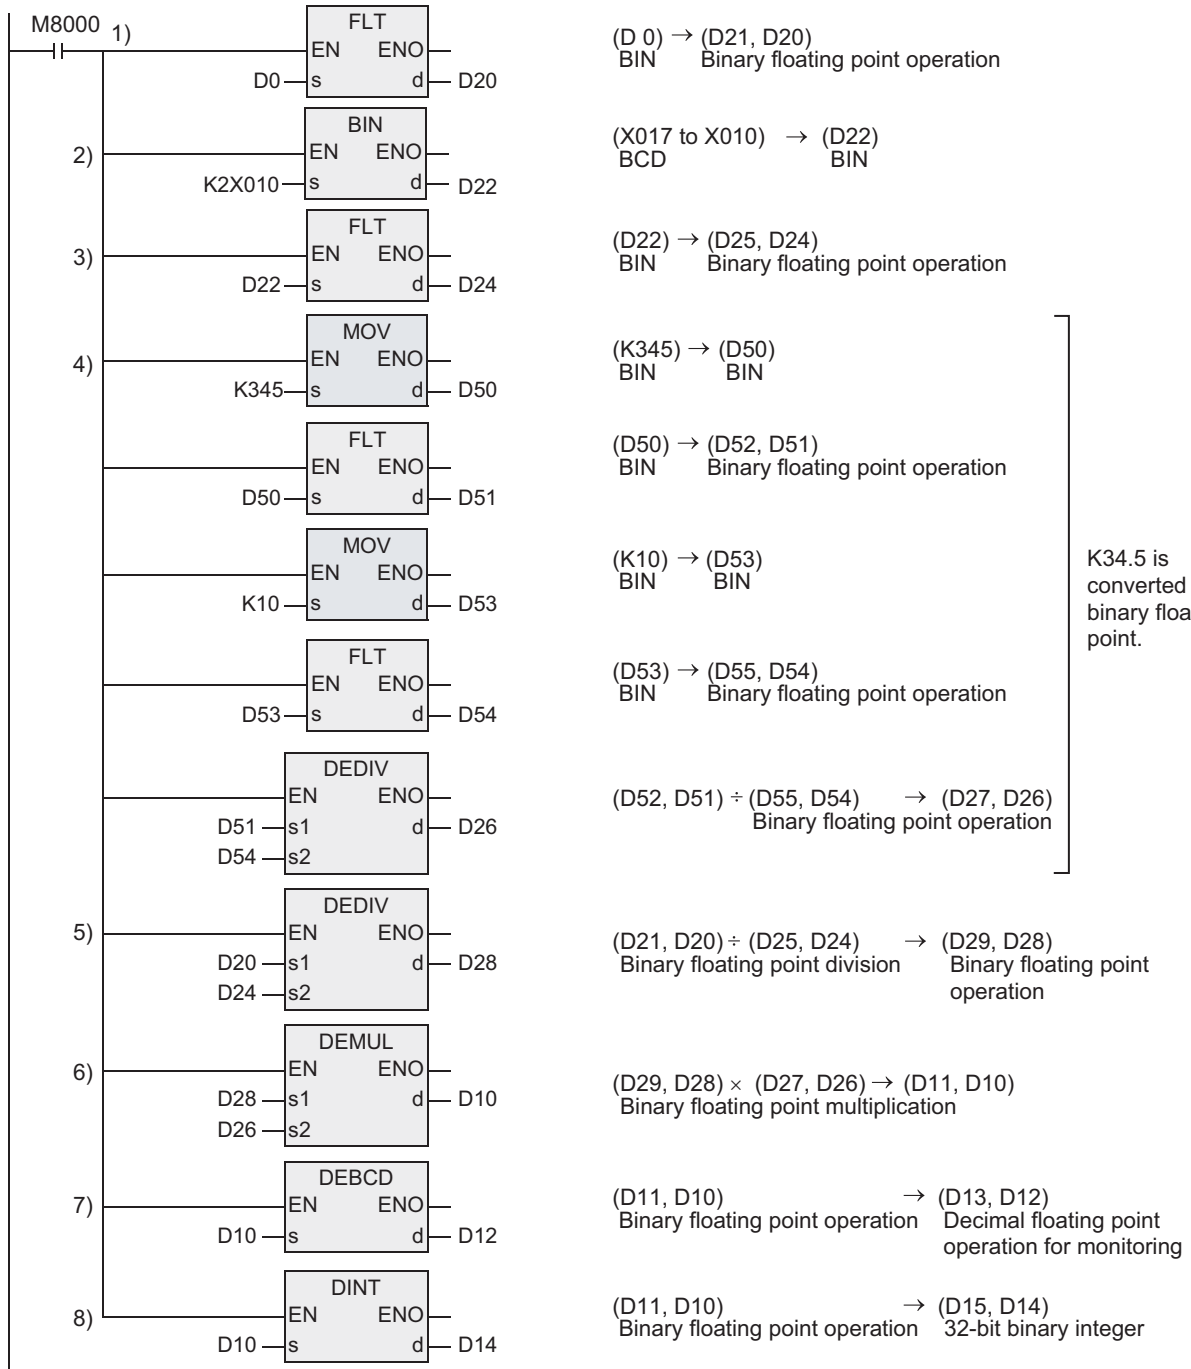 M8000
1)
FLT
EN ENO
D0 s d D20
(D 0) → (D21, D20)
BIN Binary floating point operation
BIN
2)
EN ENO
K2X010 s d D22
(X017 to X010) → (D22)
BCD BIN
FLT
3)
EN ENO
D22 s d D24
(D22) → (D25, D24)
BIN Binary floating point operation
MOV
4)
EN ENO
K345 s d D50
(K345) → (D50)
BIN BIN
FLT
EN ENO
D50 s d D51
(D50) → (D52, D51)
BIN Binary floating point operation
MOV
EN ENO
K10 s d D53
(K10) → (D53)
BIN BIN
K34.5 is
converted
binary floa
point.
FLT
EN ENO
D53 s d D54
(D53) → (D55, D54)
BIN Binary floating point operation
DEDIV
EN ENO
D51 s1 d D26
D54 s2
(D52, D51) ÷ (D55, D54) → (D27, D26)
Binary floating point operation
DEDIV
5)
EN ENO
D20 s1 d D28
D24 s2
(D21, D20) ÷ (D25, D24) → (D29, D28)
Binary floating point division Binary floating point
operation
DEMUL
6)
EN ENO
D28 s1 d D10
D26 s2
(D29, D28) × (D27, D26) → (D11, D10)
Binary floating point multiplication
DEBCD
7)
EN ENO
D10 s d D12
(D11, D10) → (D13, D12)
Binary floating point operation Decimal floating point
operation for monitoring
DINT
8)
EN ENO
D10 s d D14
(D11, D10) → (D15, D14)
Binary floating point operation 32-bit binary integer